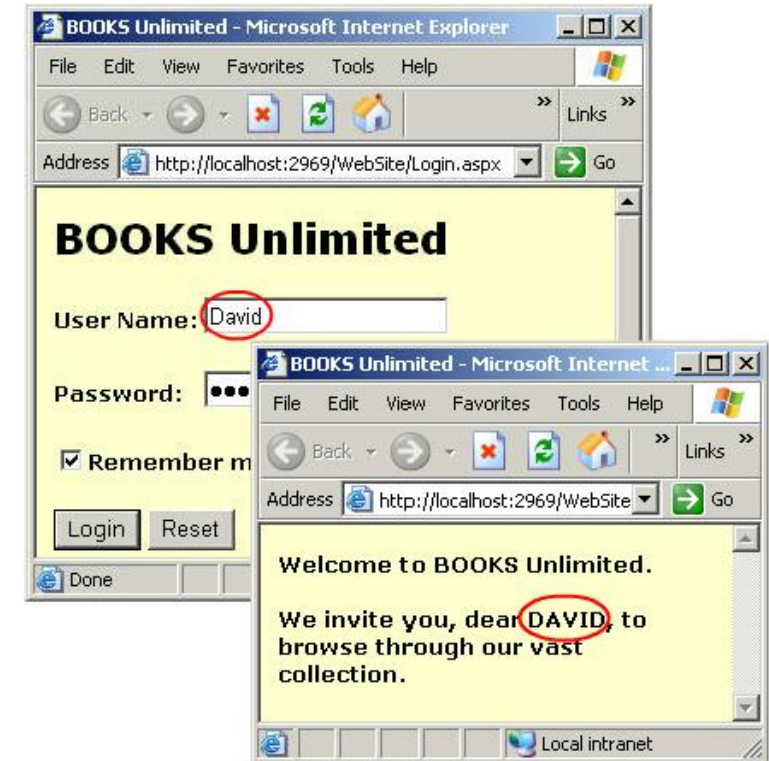 BOOKS Unlimited - Microsoft Internet Explorer
File Edit View Favorites Tools Help
Back » Links »
Address http://localhost:2969/WebSite/Login.aspx Go
BOOKS Unlimited
User Name: David
Password:
Remember m
Login Reset
Done
BOOKS Unlimited - Microsoft Internet ...
File Edit View Favorites Tools Help
Back » Links »
Address http://localhost:2969/WebSite Go
Welcome to BOOKS Unlimited.
We invite you, dear DAVID, to
browse through our vast
collection.
Local intranet